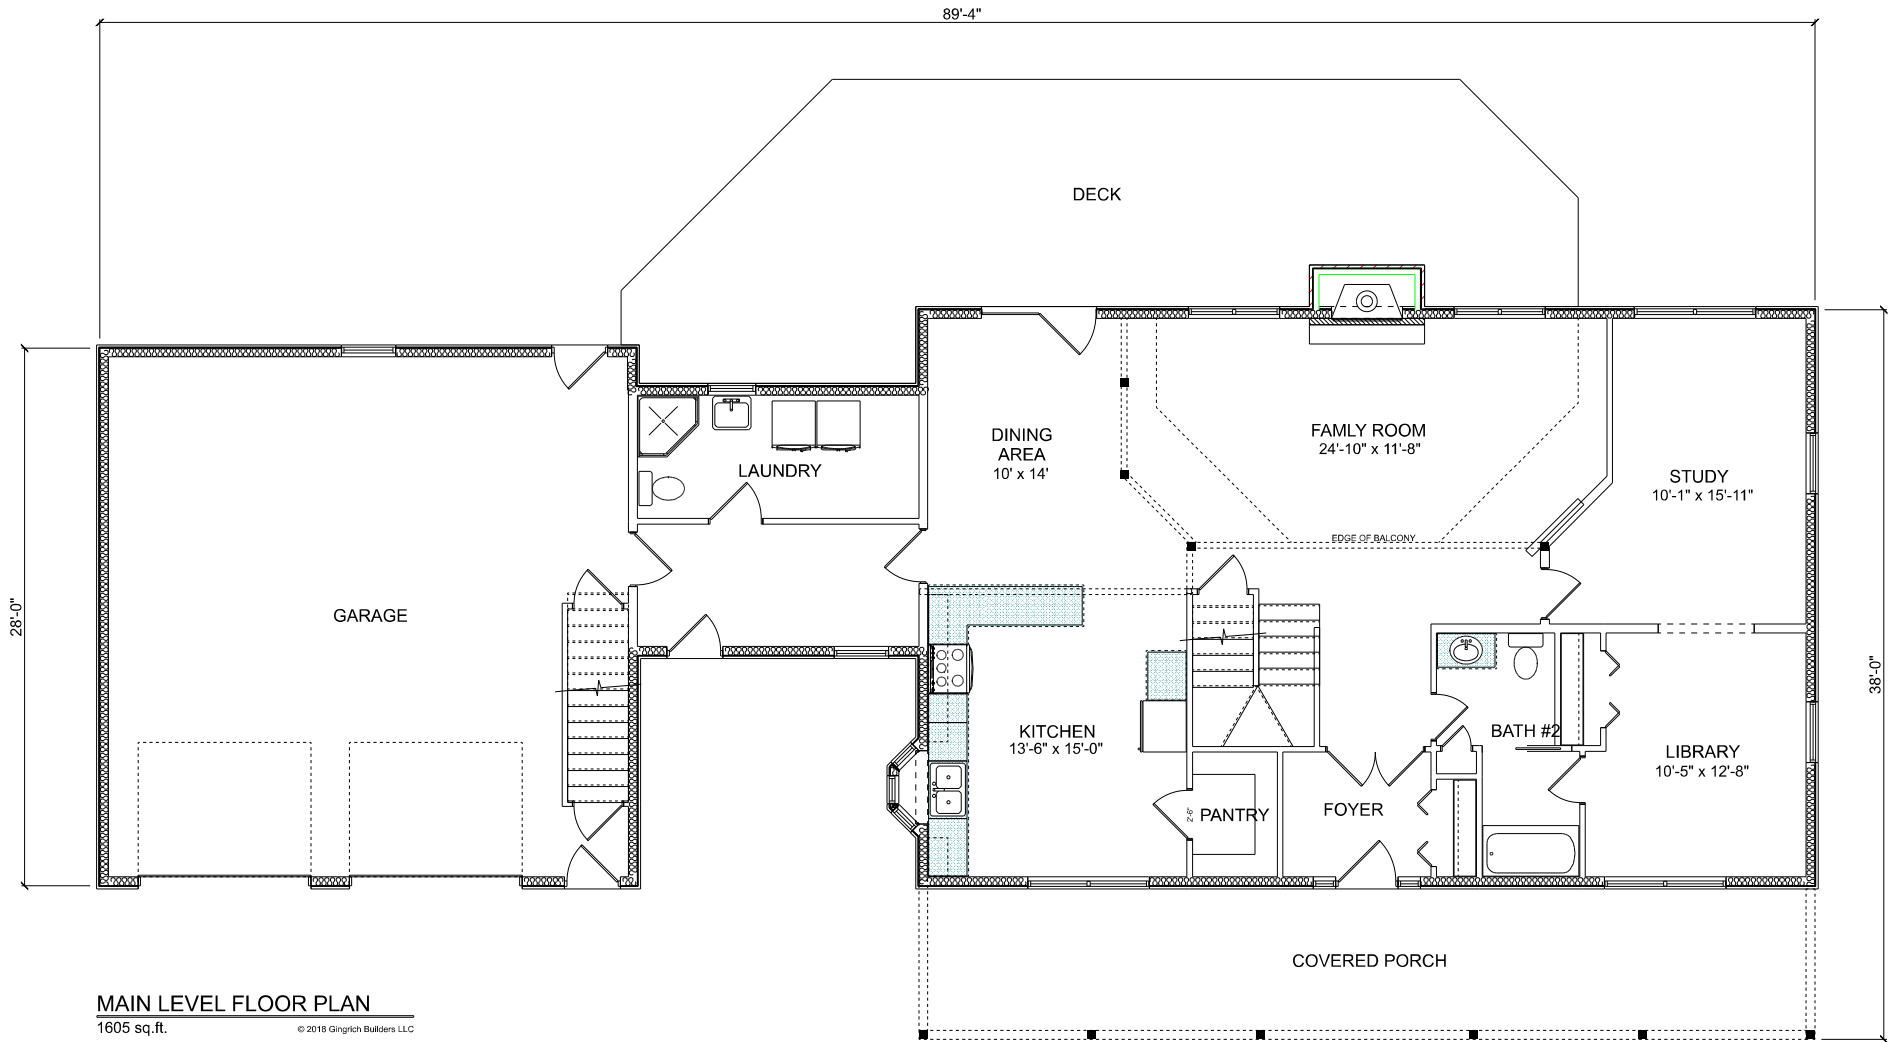 89'-4"
DECK
FAMLY ROOM
24'-10" x 11'-8"
DINING
AREA
10' x 14'
LAUNDRY
STUDY
10'-1" x 15'-11"
EDGE OF BALCONY
28'-0"
GARAGE
38'-0"
KITCHEN
13'-6" x 15'-0"
BATH #2
LIBRARY
10'-5" x 12'-8"
2'-6"
PANTRY
FOYER
COVERED PORCH
MAIN LEVEL FLOOR PLAN
1605 sq.ft.
© 2018 Gingrich Builders LLC